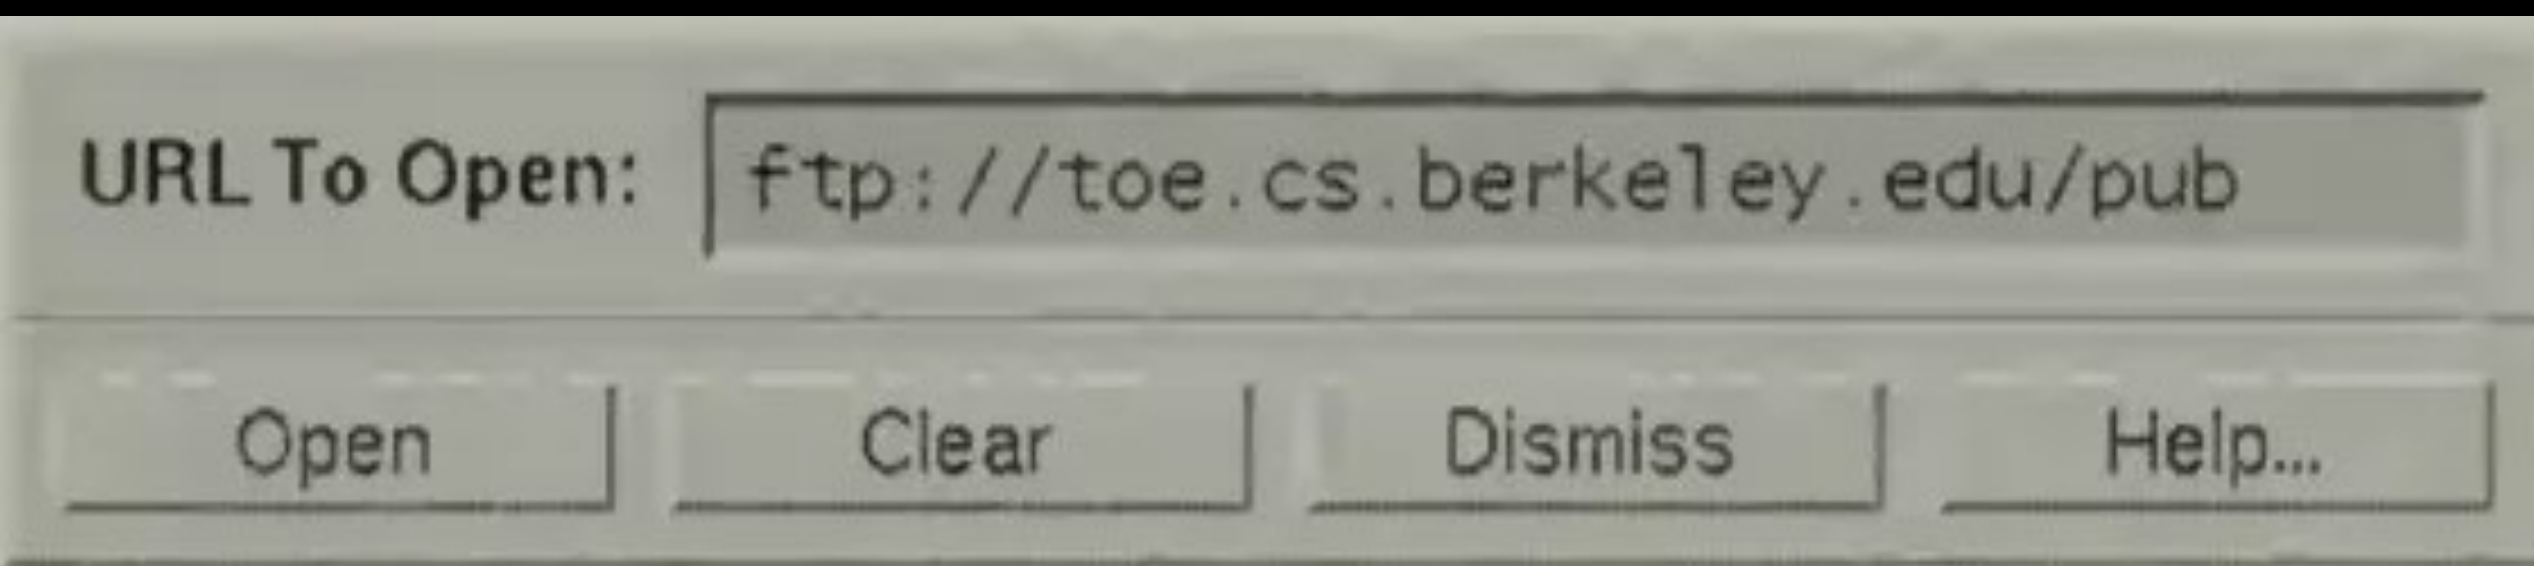 URL To Open: ftp://toe.cs.berkeley.edu/pub
Open Clear Dismiss Help...